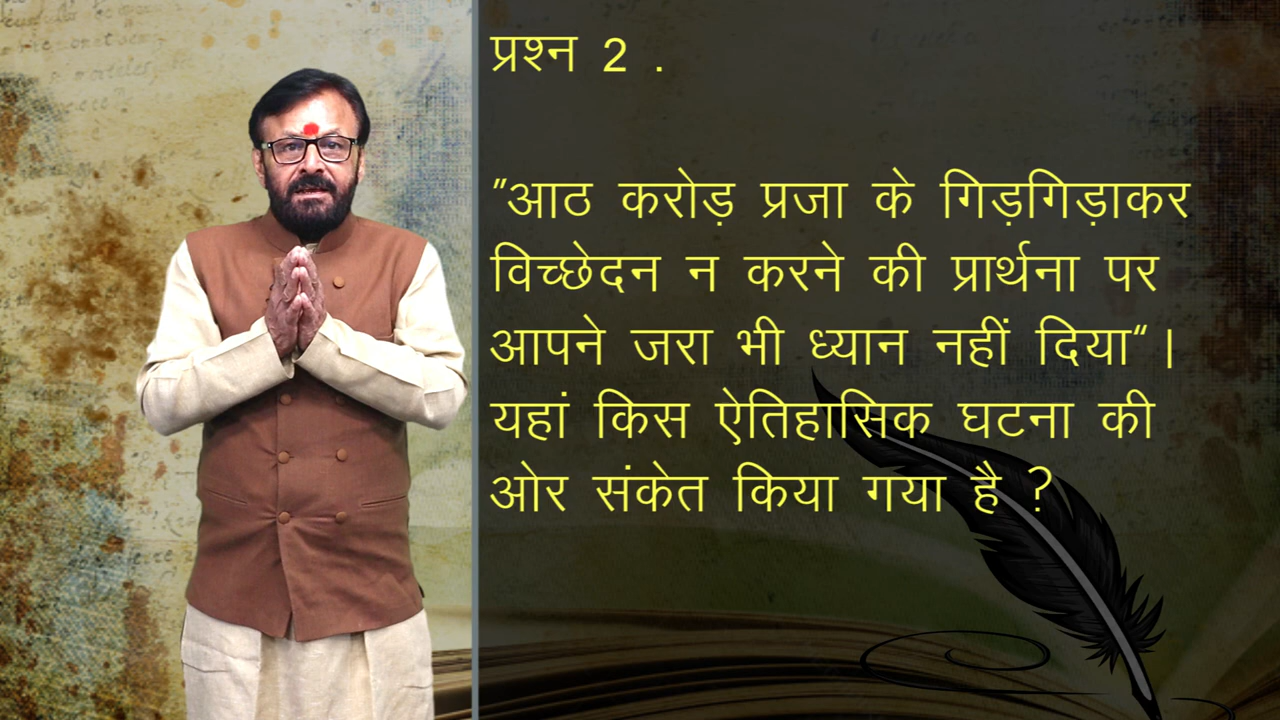 प्रश्न 2 .
"आठ करोड़ प्रजा के गिड़गिड़ाकर
विच्छेदन न करने की प्रार्थना पर
आपने जरा भी ध्यान नहीं दिया" ।
यहां किस ऐतिहासिक घटना की
ओर संकेत किया गया है ?